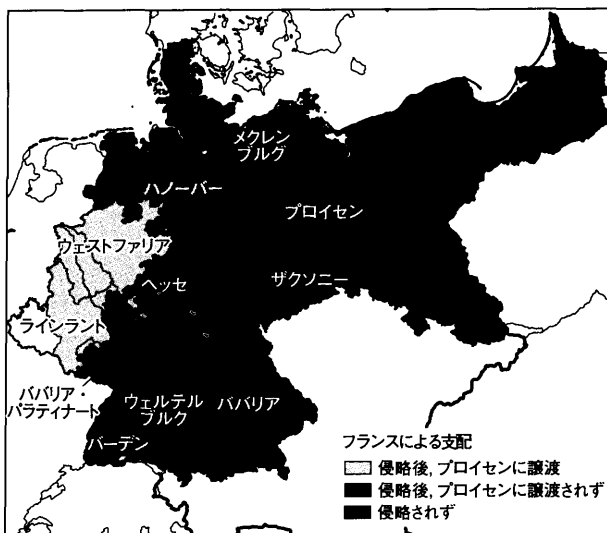 メクレン
ブルグ
ハノーバー
プロイセン
ウェストファリア
ヘッセ
ザクソニー
ラインラント
ババリア・
パラティナート
ウェルテル
ブルク
ババリア
バーデン
フランスによる支配
侵略後，プロイセンに譲渡
侵略後，プロイセンに譲渡されず
侵略されず